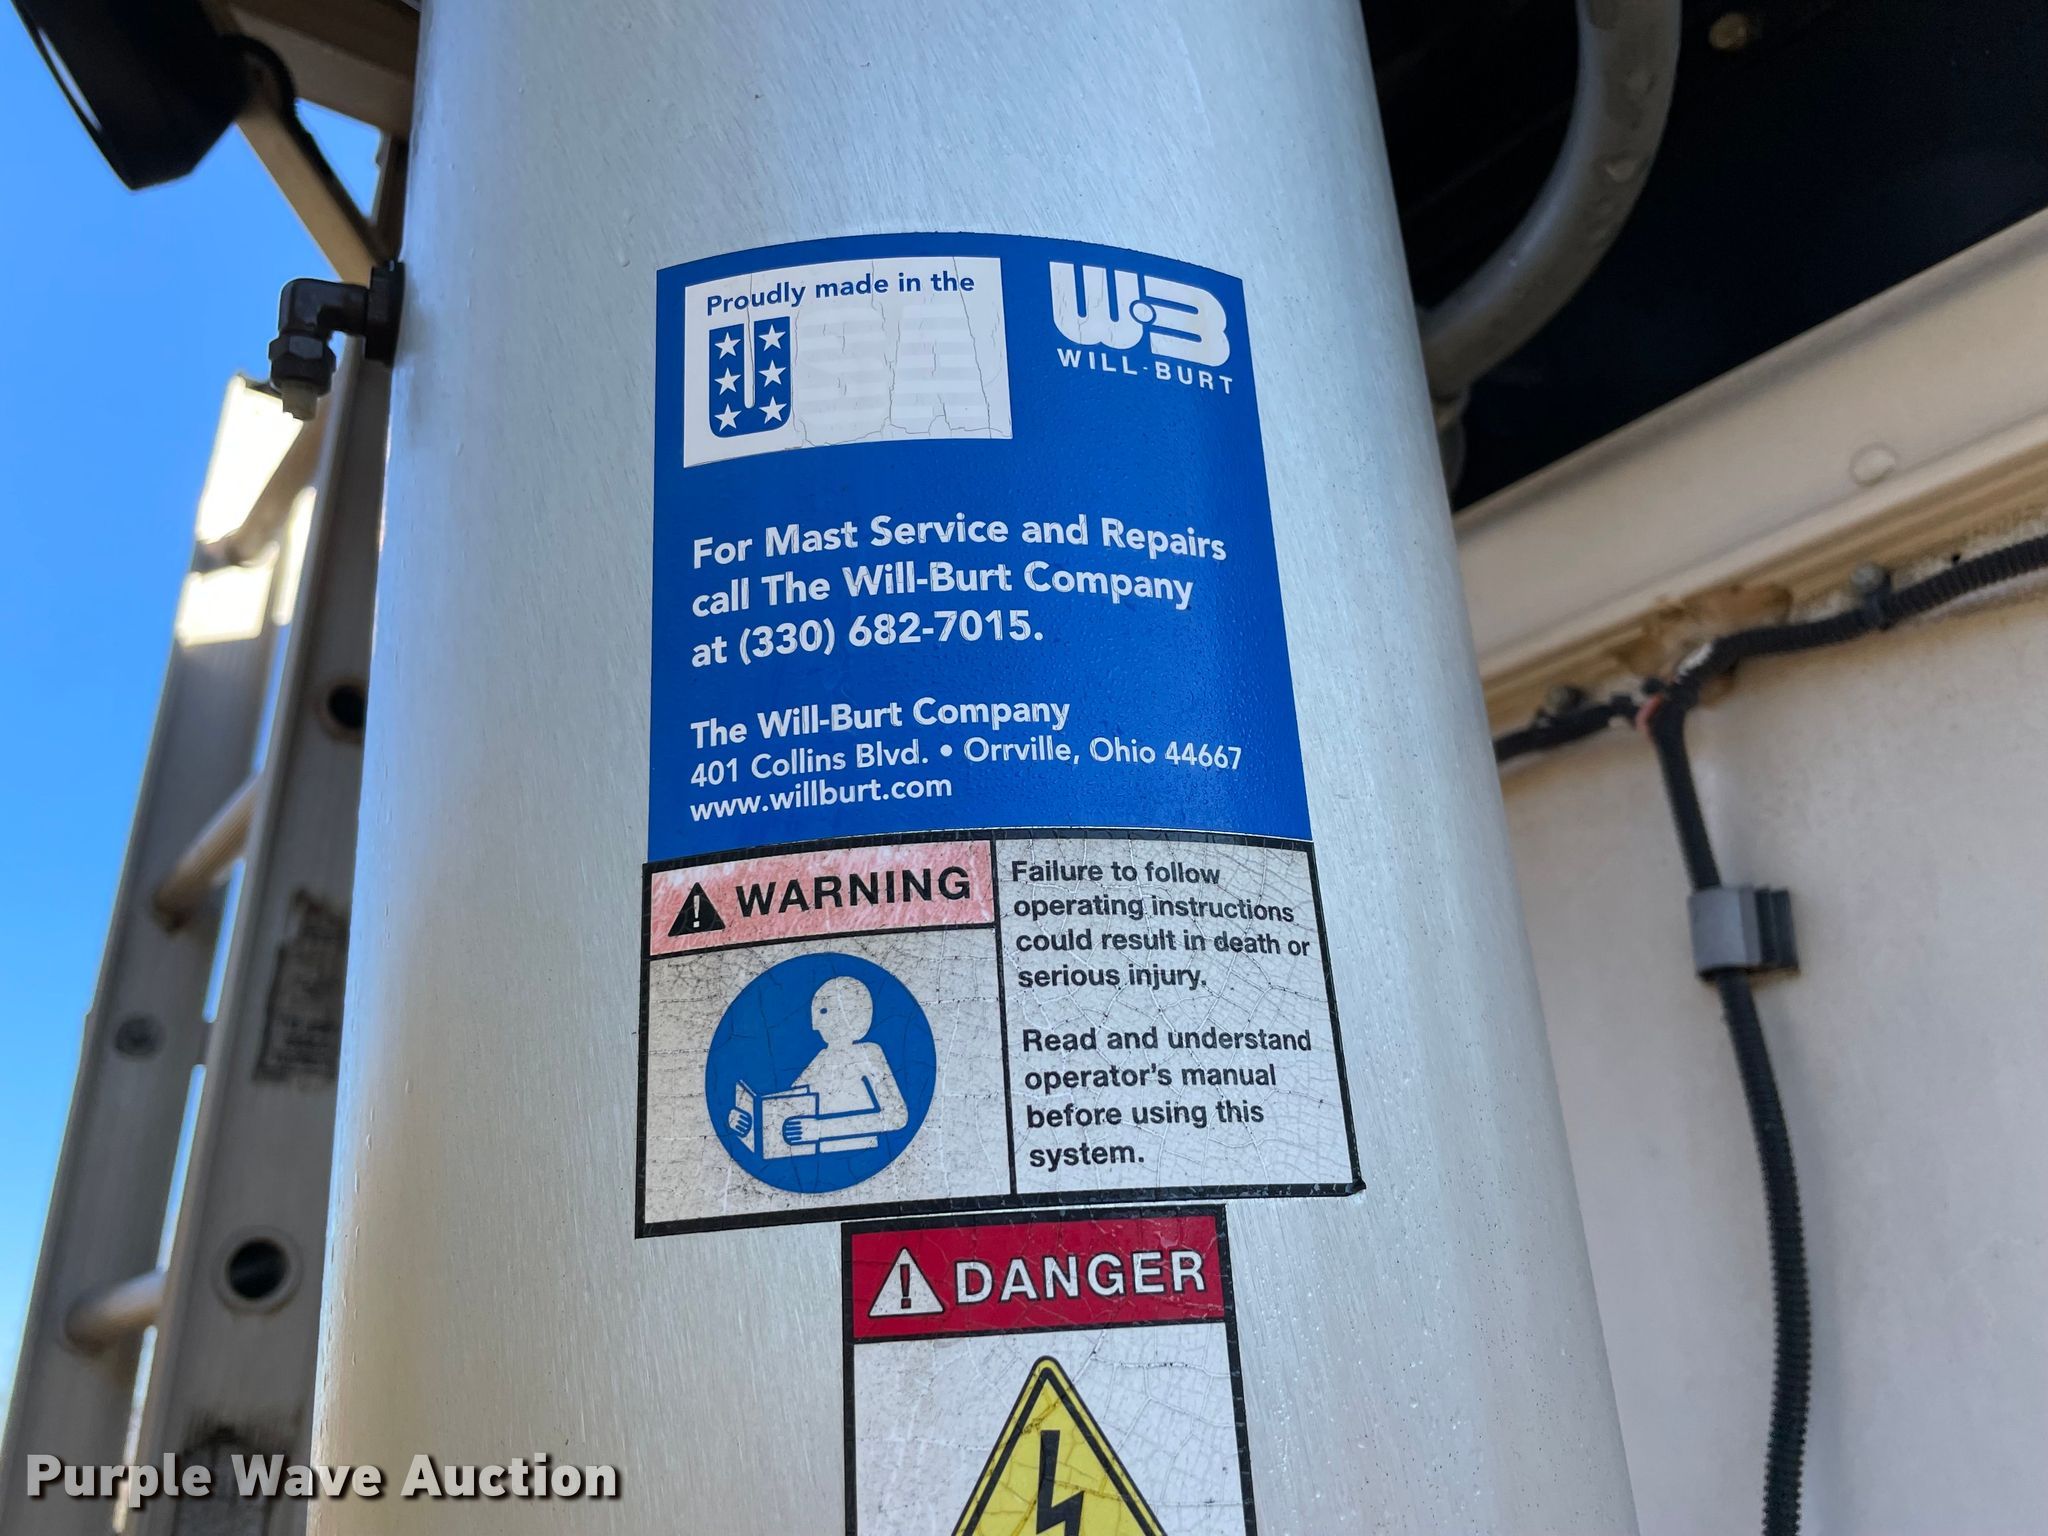 Proudly made in the
USA
W·B
WILL-BURT
For Mast Service and Repairs
call The Will-Burt Company
at (330) 682-7015.
The Will-Burt Company
401 Collins Blvd. • Orrville, Ohio 44667
www.willburt.com
WARNING
Failure to follow
operating instructions
could result in death or
serious injury.
Read and understand
operator's manual
before using this
system.
DANGER
Purple Wave Auction